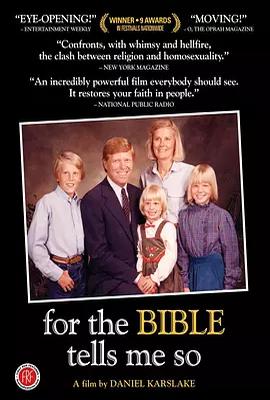 "EYE-OPENING!"
– ENTERTAINMENT WEEKLY
WINNER • 9 AWARDS
IN FESTIVALS NATIONWIDE
"MOVING!"
– O, THE OPRAH MAGAZINE
"Confronts, with whimsy and hellfire,
the clash between religion and homosexuality."
– NEW YORK MAGAZINE
"An incredibly powerful film everybody should see.
It restores your faith in people."
– NATIONAL PUBLIC RADIO
for the BIBLE
tells me so
FRF
A film by DANIEL KARSLAKE